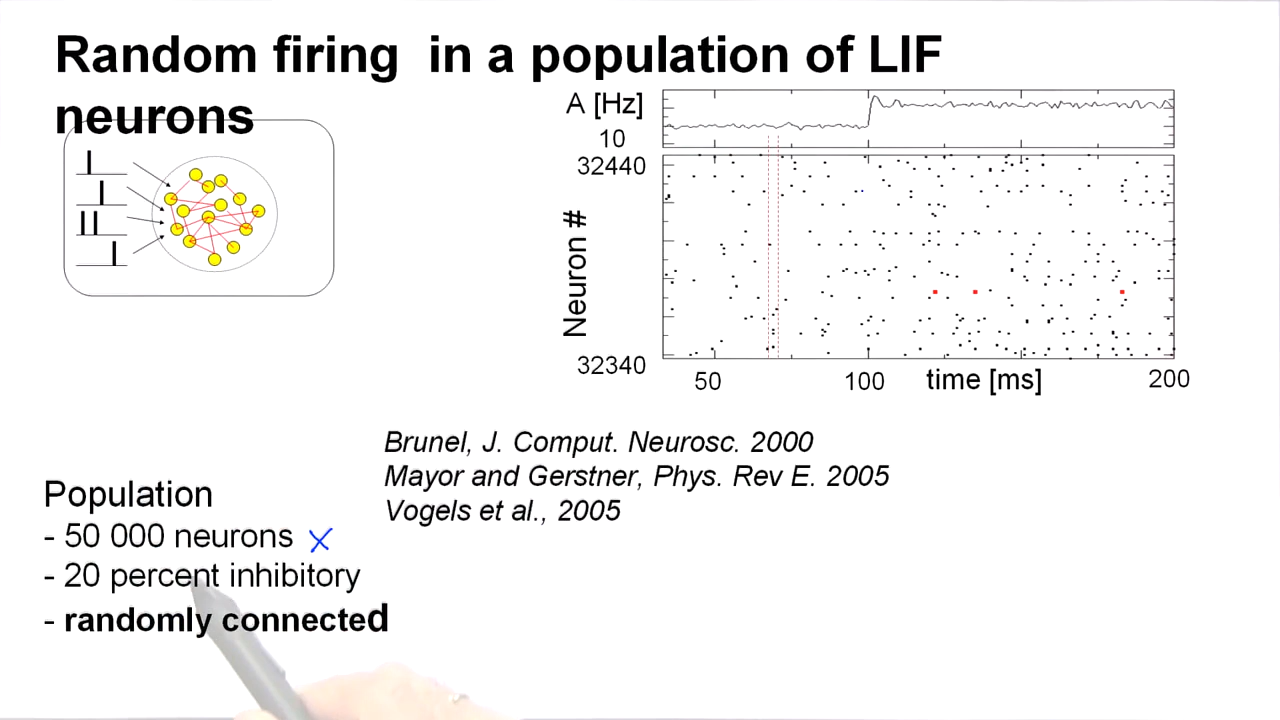 Random firing in a population of LIF
neurons
A [Hz]
10
32440
Neuron #
32340
50
100
time [ms]
200
Brunel, J. Comput. Neurosc. 2000
Mayor and Gerstner, Phys. Rev E. 2005
Vogels et al., 2005
Population
- 50 000 neurons
- 20 percent inhibitory
- randomly connected